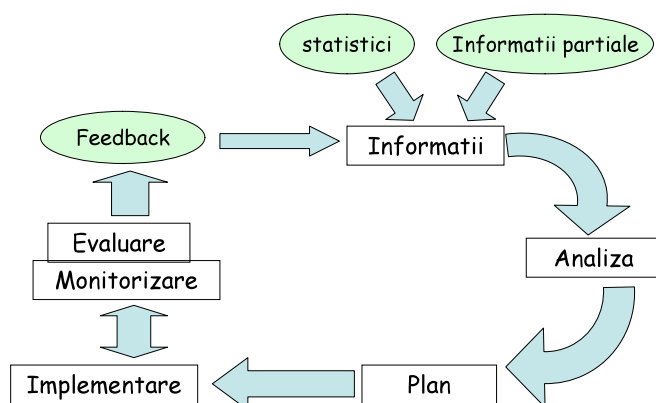 statistici
Informatii partiale
Feedback
Informatii
Evaluare
Monitorizare
Analiza
Implementare
Plan